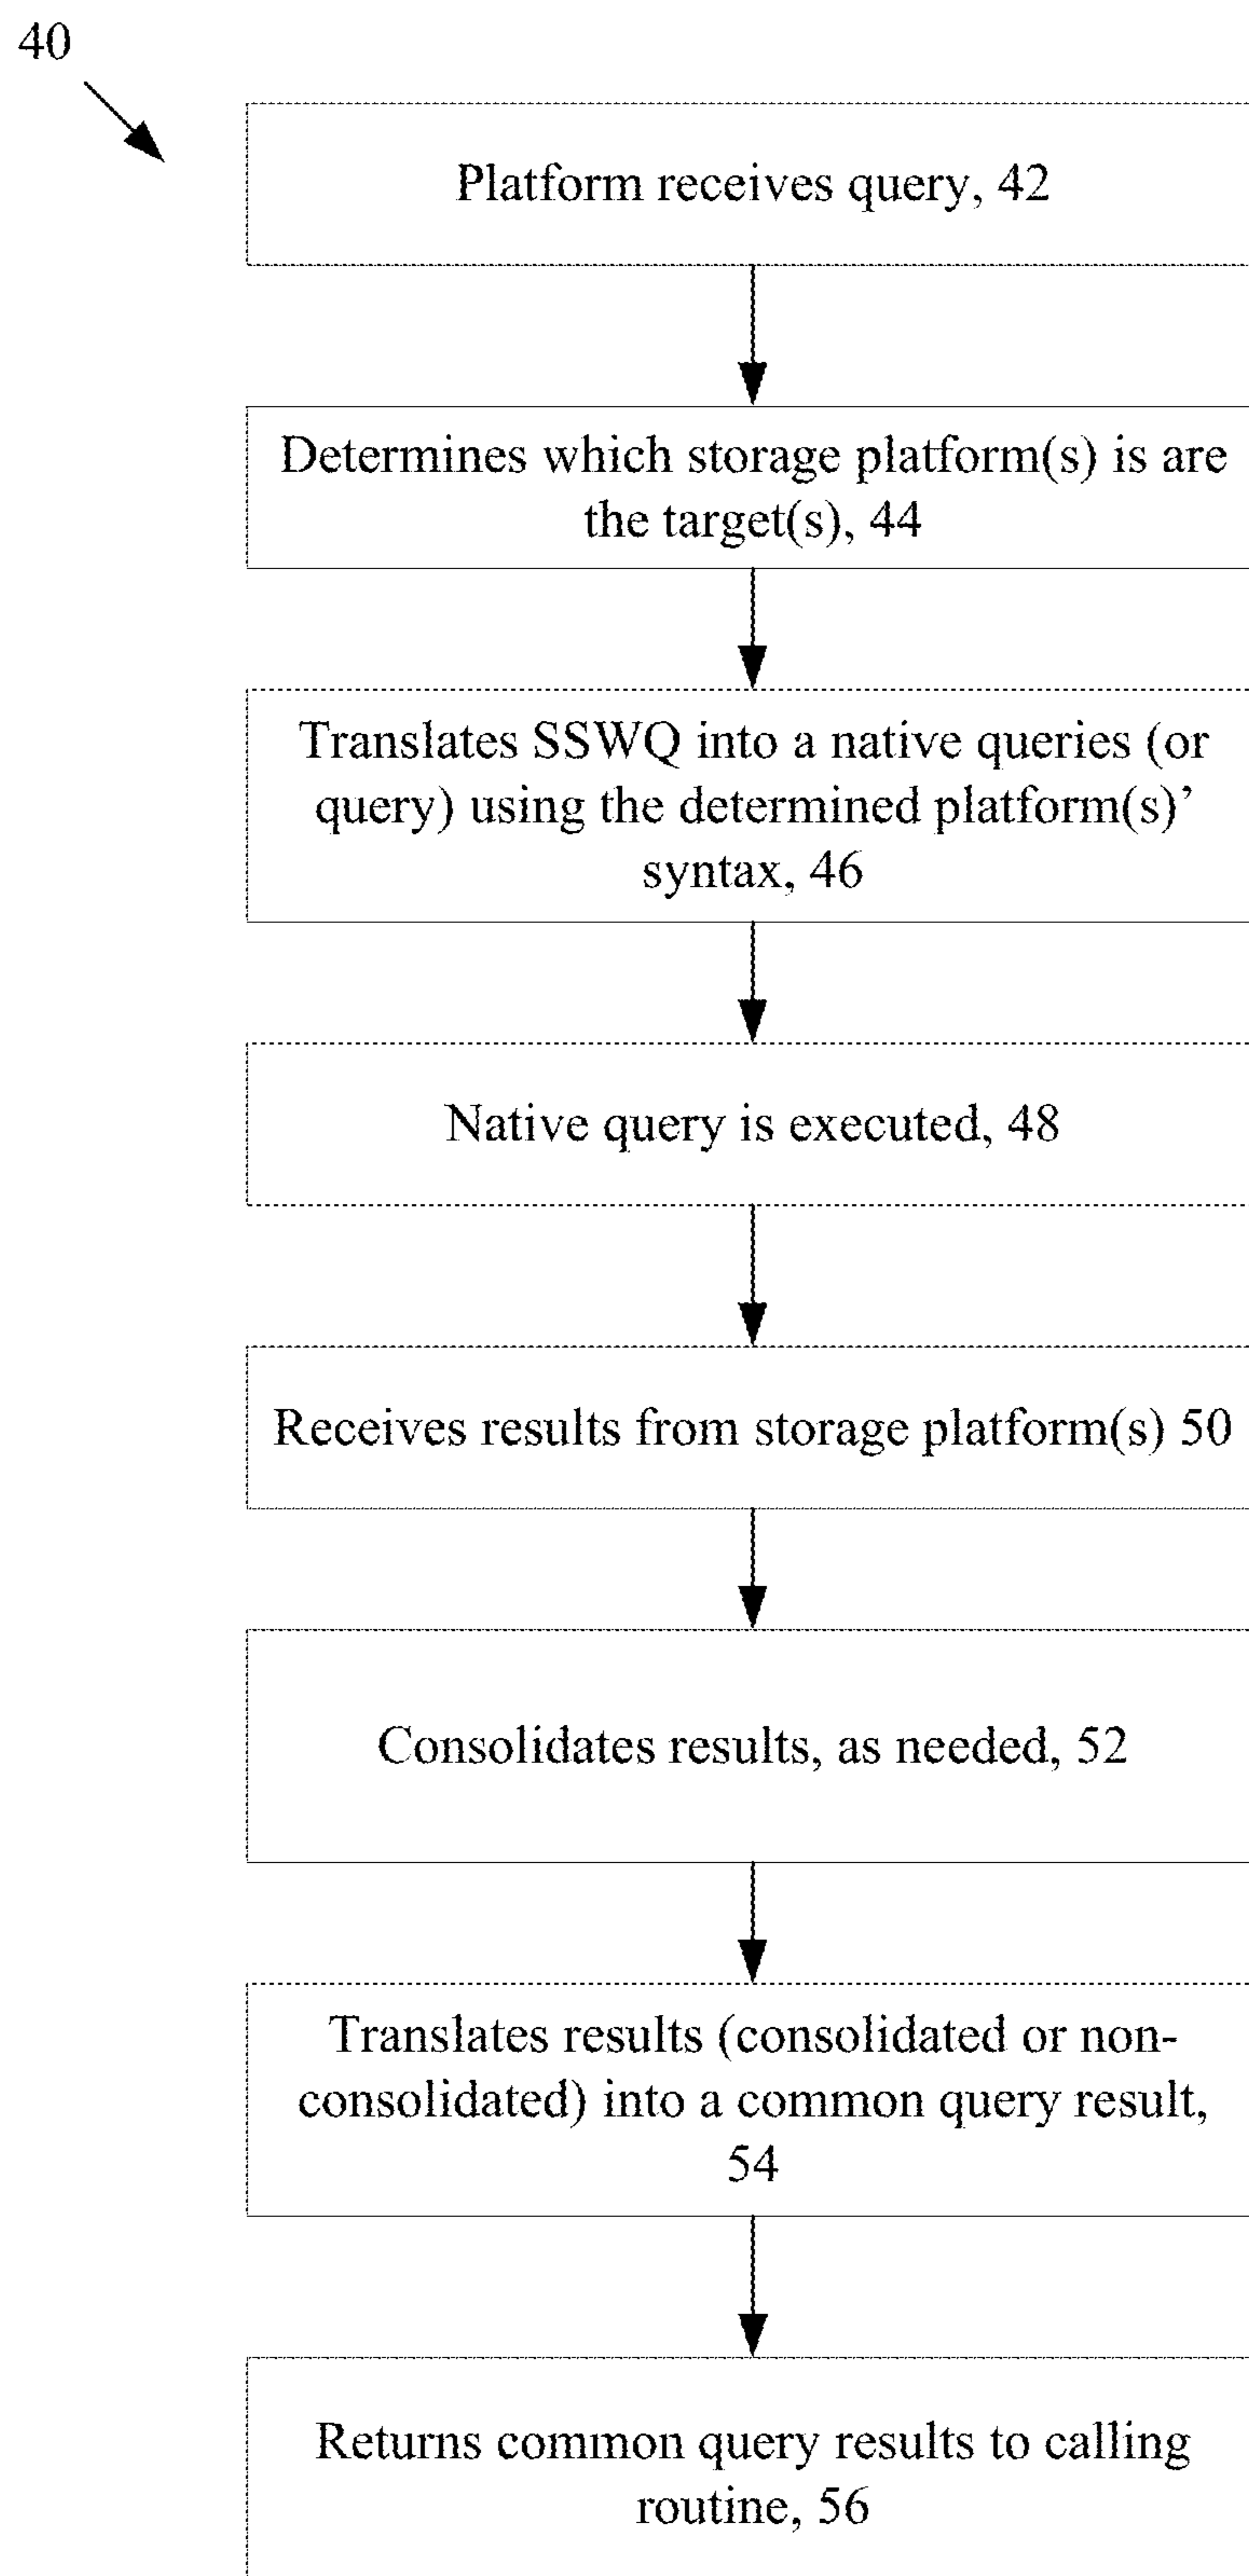 40
Platform receives query, 42
Determines which storage platform(s) is are
the target(s), 44
Translates SSWQ into a native queries (or
query) using the determined platform(s)’
syntax, 46
Native query is executed, 48
Receives results from storage platform(s) 50
Consolidates results, as needed, 52
Translates results (consolidated or non-
consolidated) into a common query result,
54
Returns common query results to calling
routine, 56